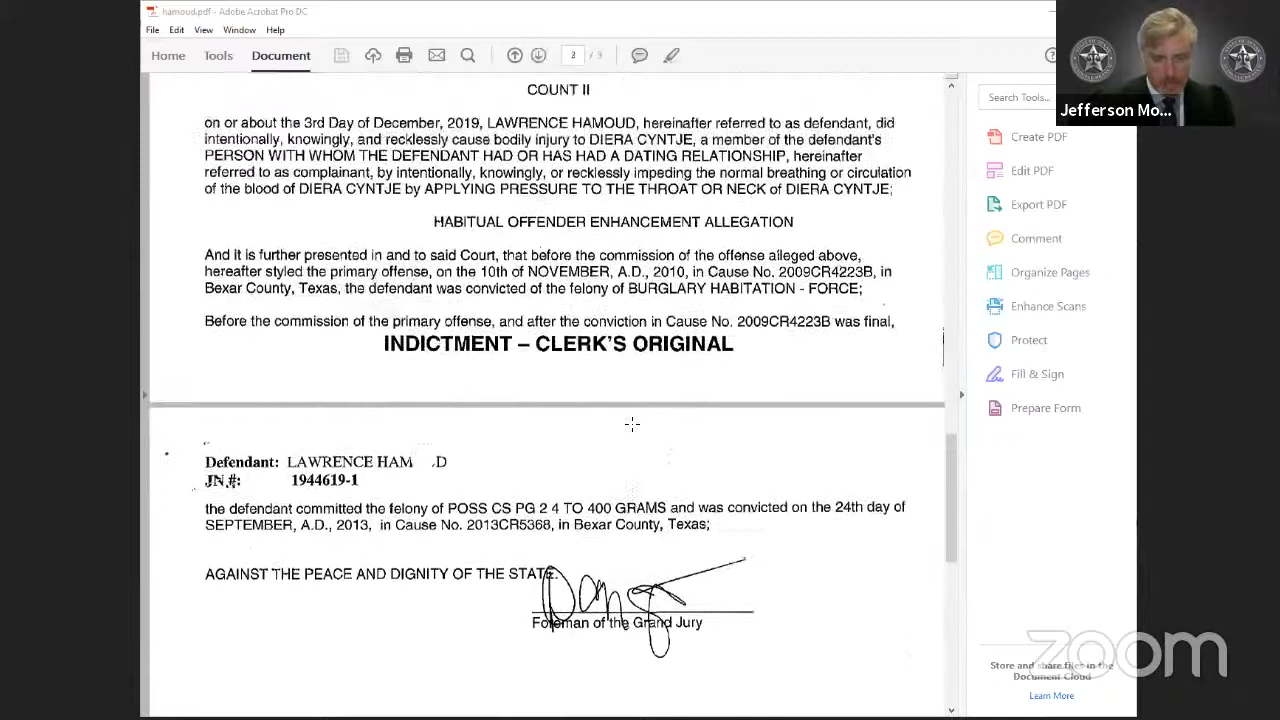 hamoud.pdf - Adobe Acrobat Pro DC
File Edit View Window Help
Home Tools Document 3 / 3
COUNT II
on or about the 3rd Day of December, 2019, LAWRENCE HAMOUD, hereinafter referred to as defendant, did
intentionally, knowingly, and recklessly cause bodily injury to DIERA CYNTJE, a member of the defendant's
PERSON WITH WHOM THE DEFENDANT HAD OR HAS HAD A DATING RELATIONSHIP, hereinafter
referred to as complainant, by intentionally, knowingly, or recklessly impeding the normal breathing or circulation
of the blood of DIERA CYNTJE by APPLYING PRESSURE TO THE THROAT OR NECK of DIERA CYNTJE;
HABITUAL OFFENDER ENHANCEMENT ALLEGATION
And it is further presented in and to said Court, that before the commission of the offense alleged above,
hereafter styled the primary offense, on the 10th of NOVEMBER, A.D., 2010, in Cause No. 2009CR4223B, in
Bexar County, Texas, the defendant was convicted of the felony of BURGLARY HABITATION - FORCE;
Before the commission of the primary offense, and after the conviction in Cause No. 2009CR4223B was final,
INDICTMENT – CLERK'S ORIGINAL
Defendant: LAWRENCE HAM D
JN #: 1944619-1
the defendant committed the felony of POSS CS PG 2 4 TO 400 GRAMS and was convicted on the 24th day of
SEPTEMBER, A.D., 2013, in Cause No. 2013CR5368, in Bexar County, Texas;
AGAINST THE PEACE AND DIGNITY OF THE STATE.
Foreman of the Grand Jury
Search Tools...
Create PDF
Edit PDF
Export PDF
Comment
Organize Pages
Enhance Scans
Protect
Fill & Sign
Prepare Form
Store and share files in the
Document Cloud
Learn More
Jefferson Mo...
zoom